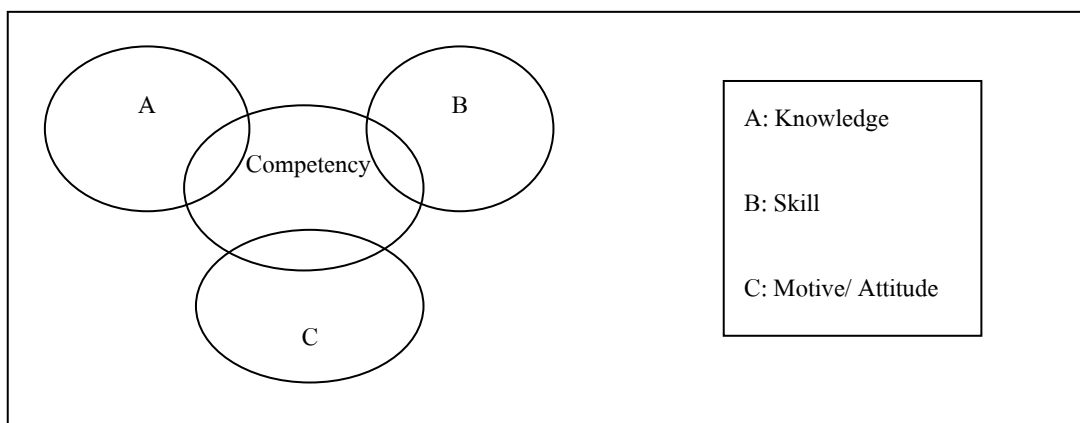 A
B
Competency
C
A: Knowledge
B: Skill
C: Motive/ Attitude